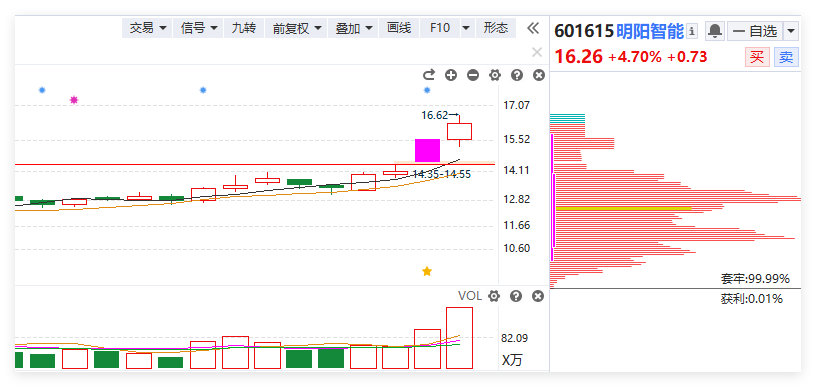 交易 信号 九转 前复权 叠加 画线 F10 形态
601615 明阳智能 自选
16.26 +4.70% +0.73 买 卖
17.07
16.62
15.52
14.11
14.35-14.55
12.82
11.66
10.60
套牢:99.99%
获利:0.01%
VOL
82.09
X万